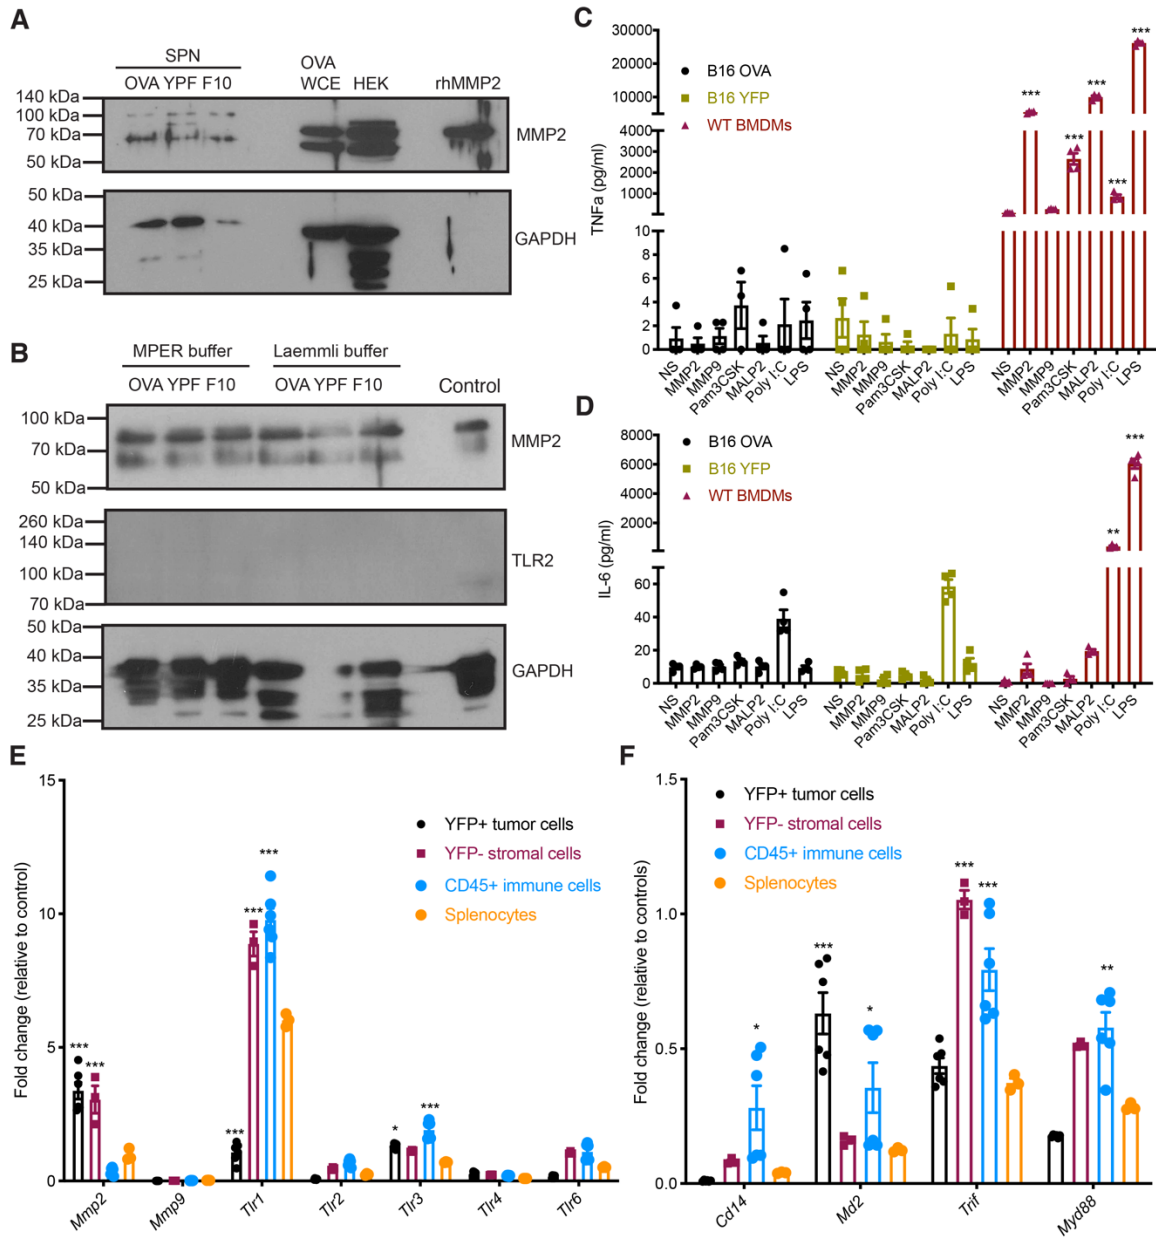 A
SPN
OVA YPF F10
OVA
WCE
HEK
rhMMP2
140 kDa
100 kDa
70 kDa
50 kDa
MMP2
50 kDa
40 kDa
35 kDa
25 kDa
GAPDH
B
MPER buffer
Laemmli buffer
OVA YPF F10
OVA YPF F10
Control
100 kDa
70 kDa
50 kDa
MMP2
260 kDa
140 kDa
100 kDa
70 kDa
TLR2
50 kDa
40 kDa
35 kDa
25 kDa
GAPDH
C
TNFa (pg/ml)
30000
20000
10000
4000
3000
2000
1000
10
8
6
4
2
0
B16 OVA
B16 YFP
WT BMDMs
***
***
***
***
***
NS
MMP2
MMP9
Pam3CSK
MALP2
Poly I:C
LPS
NS
MMP2
MMP9
Pam3CSK
MALP2
Poly I:C
LPS
NS
MMP2
MMP9
Pam3CSK
MALP2
Poly I:C
LPS
D
IL-6 (pg/ml)
8000
6000
4000
2000
60
40
20
0
B16 OVA
B16 YFP
WT BMDMs
**
***
NS
MMP2
MMP9
Pam3CSK
MALP2
Poly I:C
LPS
NS
MMP2
MMP9
Pam3CSK
MALP2
Poly I:C
LPS
NS
MMP2
MMP9
Pam3CSK
MALP2
Poly I:C
LPS
E
Fold change (relative to control)
15
10
5
0
YFP+ tumor cells
YFP- stromal cells
CD45+ immune cells
Splenocytes
***
***
***
***
***
*
***
Mmp2
Mmp9
Tlr1
Tlr2
Tlr3
Tlr4
Tlr6
F
Fold change (relative to controls)
1.5
1.0
0.5
0.0
YFP+ tumor cells
YFP- stromal cells
CD45+ immune cells
Splenocytes
*
***
*
***
***
**
Cd14
Md2
Trif
Myd88